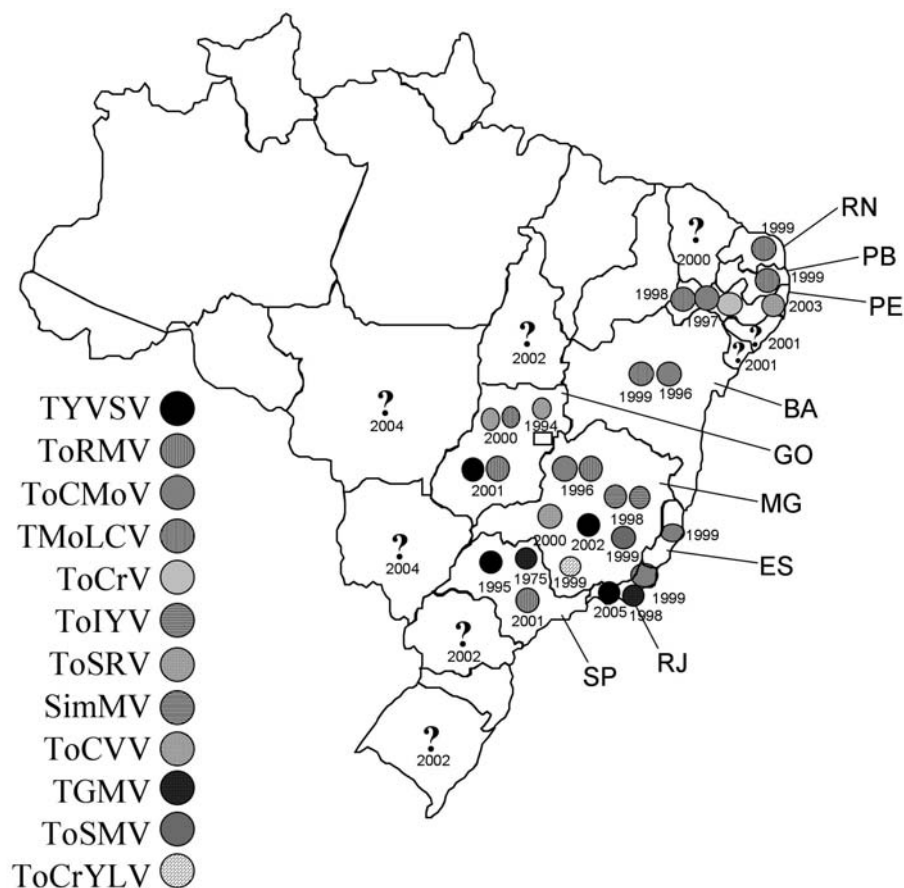 1999
RN
?
2000
PB
1999
1998
1997
2003
PE
?
2001
?
2001
?
2002
1999
1996
BA
?
2004
2000
1994
GO
2001
1996
MG
1998
2000
2002
1999
1999
ES
?
2004
1995
1975
1999
2001
2005
1998
1999
SP
RJ
?
2002
?
2002
TYVSV
ToRMV
ToCMoV
TMoLCV
ToCrV
ToIYV
ToSRV
SimMV
ToCVV
TGMV
ToSMV
ToCrYLV